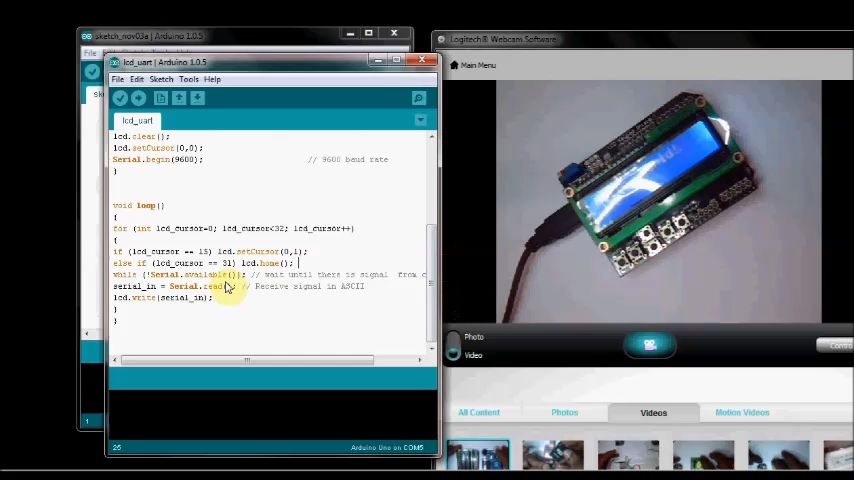 sketch_nov03a | Arduino 1.0.5
File
lcd_uart | Arduino 1.0.5
File Edit Sketch Tools Help
lcd_uart
lcd.clear();
lcd.setCursor(0,0);
Serial.begin(9600); // 9600 baud rate
}
void loop()
{
for (int lcd_cursor=0; lcd_cursor<32; lcd_cursor++)
{
if (lcd_cursor == 15) lcd.setCursor(0,1);
else if (lcd_cursor == 31) lcd.home();
while (!Serial.available()); // wait until there is signal from c
serial_in = Serial.read // Receive signal in ASCII
lcd.write(serial_in);
}
}
26
Arduino Uno on COM5
1
Logitech® Webcam Software
Main Menu
Photo
Video
Contro
All Content
Photos
Videos
Motion Videos